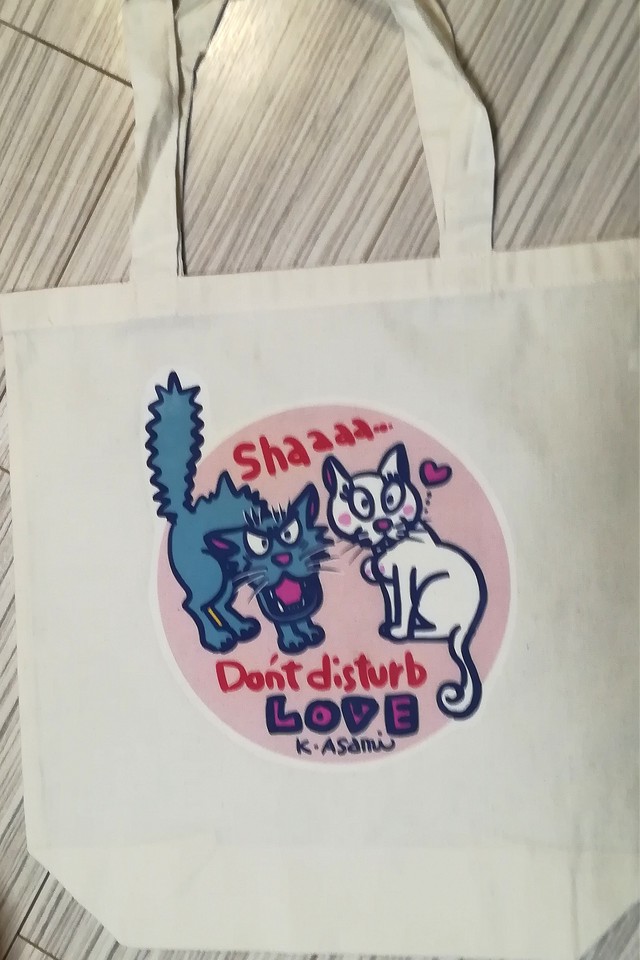 Shaaaa...
Don't disturb
LOVE
K・Asami